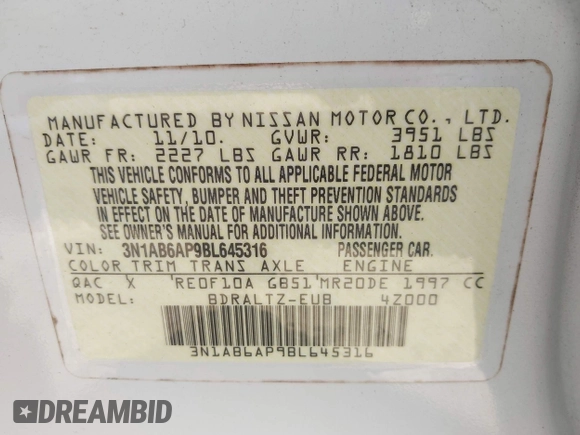 MANUFACTURED BY NISSAN MOTOR CO., LTD.
DATE: 11/10. GVWR: 3951 LBS
GAWR FR: 2227 LBS GAWR RR: 1810 LBS
THIS VEHICLE CONFORMS TO ALL APPLICABLE FEDERAL MOTOR
VEHICLE SAFETY, BUMPER AND THEFT PREVENTION STANDARDS
IN EFFECT ON THE DATE OF MANUFACTURE SHOWN ABOVE.
SEE OWNER'S MANUAL FOR ADDITIONAL INFORMATION.
VIN: 3N1AB6AP9BL645316 PASSENGER CAR.
COLOR TRIM TRANS AXLE ENGINE
QAC X 'RE0F10A GB51'MR20DE 1997 CC
MODEL: BDRALTZ-EUB 4Z000
3N1AB6AP9BL645316
DREAMBID